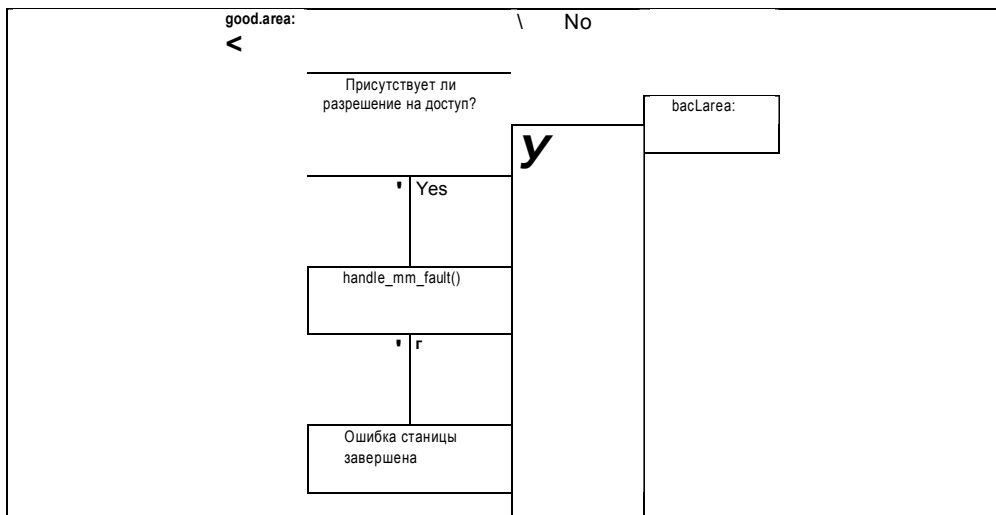 good.area:
<
\ No
Присутствует ли
разрешение на доступ?
bacLarea:
У
' Yes
handle_mm_fault()
' г
Ошибка станицы
завершена